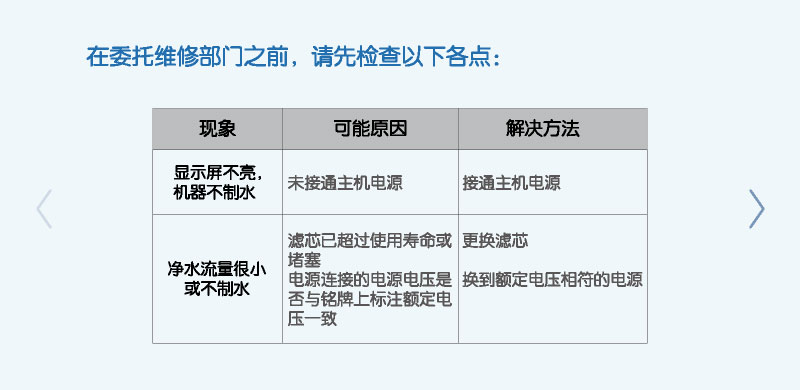 在委托维修部门之前，请先检查以下各点：
现象
可能原因
解决方法
显示屏不亮，
机器不制水
未接通主机电源
接通主机电源
净水流量很小
或不制水
滤芯已超过使用寿命或
堵塞
电源连接的电源电压是
否与铭牌上标注额定电
压一致
更换滤芯
换到额定电压相符的电源